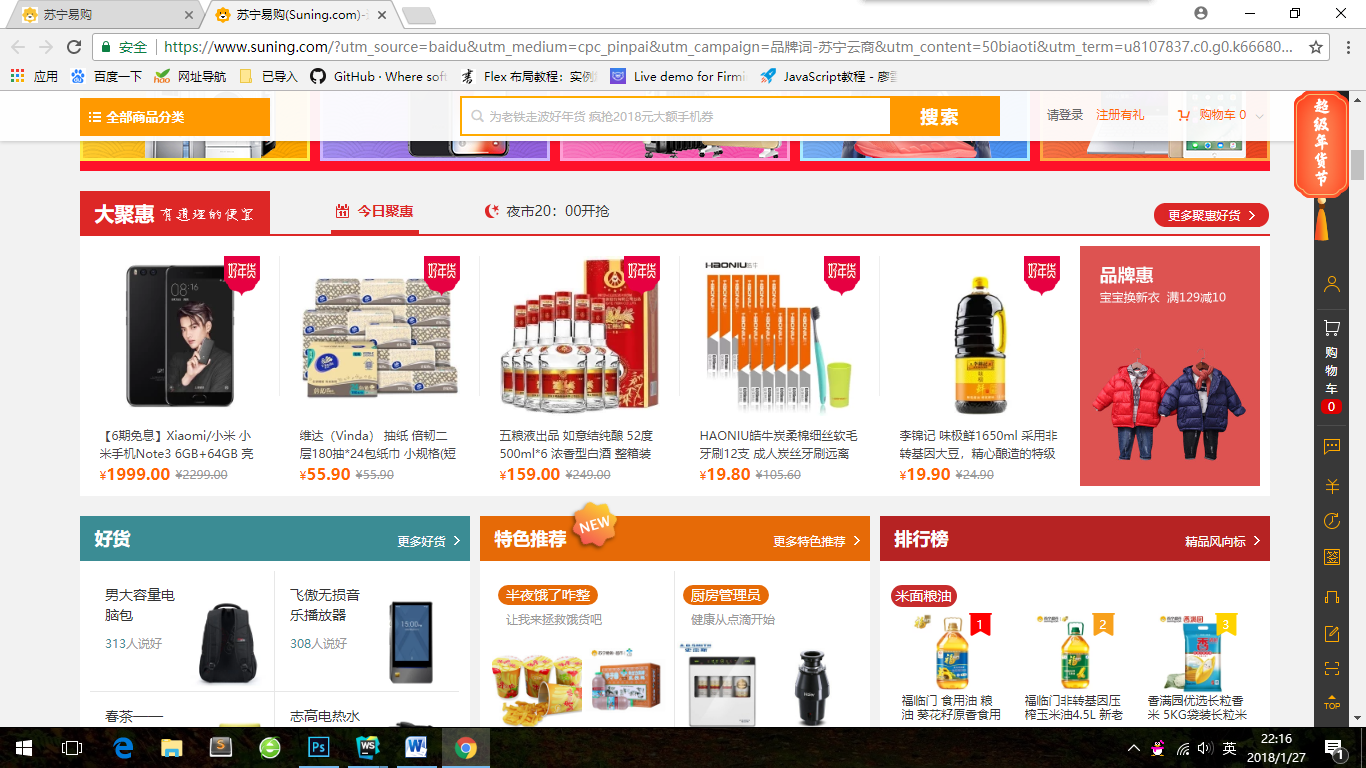 苏宁易购
苏宁易购(Suning.com)-
安全
https://www.suning.com/?utm_source=baidu&utm_medium=cpc_pinpai&utm_campaign=品牌词-苏宁云商&utm_content=50biaoti&utm_term=u8107837.c0.g0.k66680...
应用
百度一下
网址导航
已导入
GitHub · Where soft
Flex 布局教程：实例
Live demo for Firmi
JavaScript教程 - 廖雪
全部商品分类
为老铁走波好年货 疯抢2018元大额手机券
搜索
请登录
注册有礼
购物车 0
超级年货节
大聚惠 有道理的便宜
今日聚惠
夜市20：00开抢
更多聚惠好货
好年货
好年货
好年货
好年货
好年货
08:16
HAONIU皓牛
品牌惠
宝宝换新衣 满129减10
【6期免息】Xiaomi/小米 小
米手机Note3 6GB+64GB 亮
¥1999.00 ¥2299.00
维达（Vinda） 抽纸 倍韧二
层180抽*24包纸巾 小规格(短
¥55.90 ¥55.90
五粮液出品 如意结纯酿 52度
500ml*6 浓香型白酒 整箱装
¥159.00 ¥249.00
HAONIU皓牛炭柔棉细丝软毛
牙刷12支 成人炭丝牙刷远离
¥19.80 ¥105.60
李锦记 味极鲜1650ml 采用非
转基因大豆，精心酿造的特级
¥19.90 ¥24.90
购物车
0
好货
更多好货
男大容量电
脑包
313人说好
飞傲无损音
乐播放器
308人说好
15:00
春茶——
志高电热水
特色推荐
NEW
更多特色推荐
半夜饿了咋整
让我来拯救饿货吧
厨房管理员
健康从点滴开始
排行榜
精品风向标
米面粮油
1
2
3
福临门 食用油 粮
油 葵花籽原香食用
福临门非转基因压
榨玉米油4.5L 新老
香满园优选长粒香
米 5KG袋装长粒米
签
TOP
英
22:16
2018/1/27
1